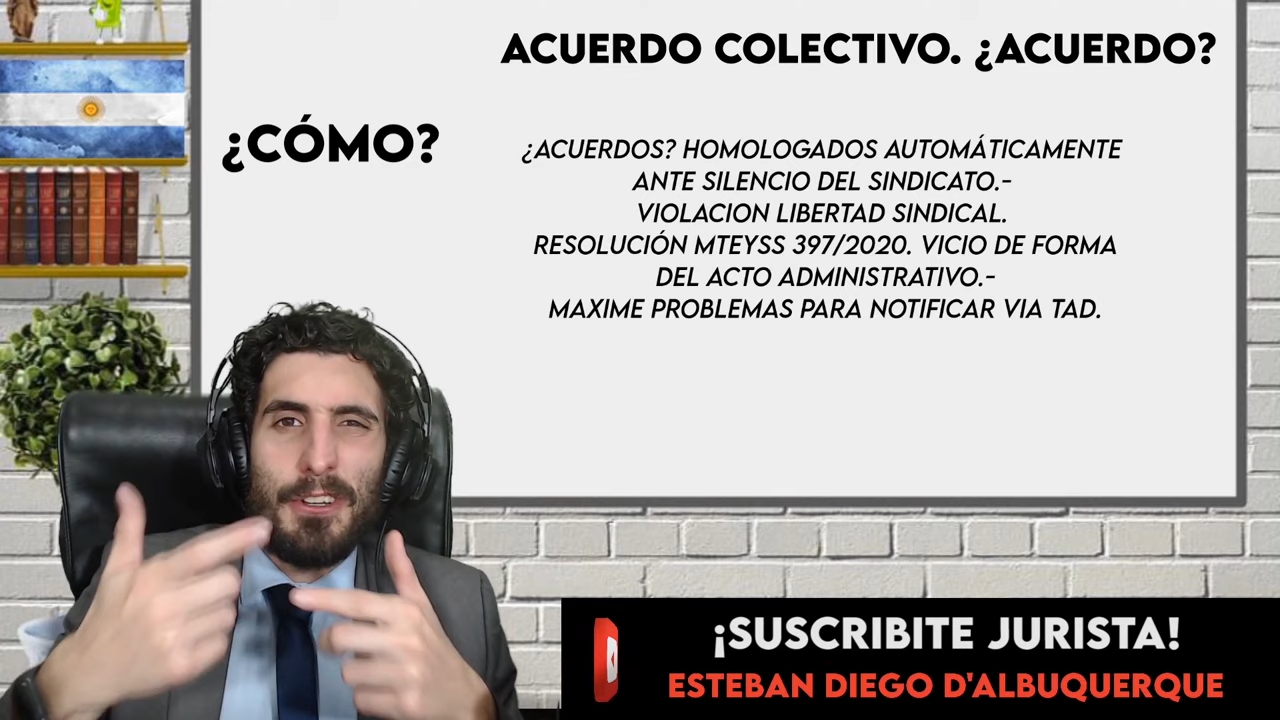 ACUERDO COLECTIVO. ¿ACUERDO?
¿CÓMO?
¿ACUERDOS? HOMOLOGADOS AUTOMÁTICAMENTE
ANTE SILENCIO DEL SINDICATO.-
VIOLACION LIBERTAD SINDICAL.
RESOLUCIÓN MTEYSS 397/2020. VICIO DE FORMA
DEL ACTO ADMINISTRATIVO.-
MAXIME PROBLEMAS PARA NOTIFICAR VIA TAD.
¡SUSCRIBITE JURISTA!
ESTEBAN DIEGO D'ALBUQUERQUE